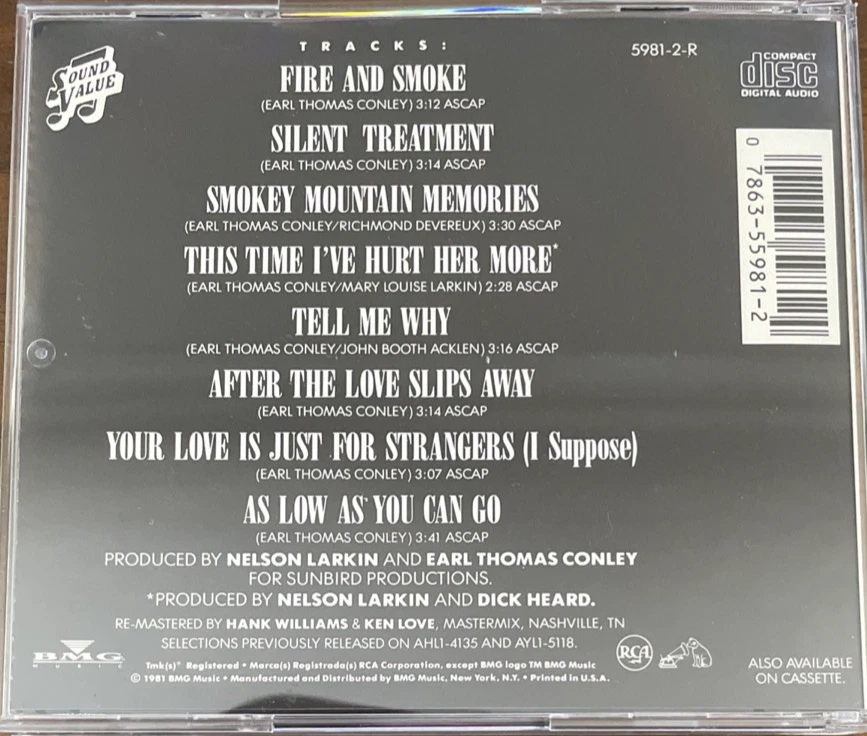 SOUND VALUE
TRACKS:
5981-2-R
COMPACT
disc
DIGITAL AUDIO
FIRE AND SMOKE
(EARL THOMAS CONLEY) 3:12 ASCAP
SILENT TREATMENT
(EARL THOMAS CONLEY) 3:14 ASCAP
SMOKEY MOUNTAIN MEMORIES
(EARL THOMAS CONLEY/RICHMOND DEVEREUX) 3:30 ASCAP
THIS TIME I'VE HURT HER MORE*
(EARL THOMAS CONLEY/MARY LOUISE LARKIN) 2:28 ASCAP
TELL ME WHY
(EARL THOMAS CONLEY/JOHN BOOTH ACKLEN) 3:16 ASCAP
AFTER THE LOVE SLIPS AWAY
(EARL THOMAS CONLEY) 3:14 ASCAP
YOUR LOVE IS JUST FOR STRANGERS (I Suppose)
(EARL THOMAS CONLEY) 3:07 ASCAP
AS LOW AS YOU CAN GO
(EARL THOMAS CONLEY) 3:41 ASCAP
0 7863-55981-2
PRODUCED BY NELSON LARKIN AND EARL THOMAS CONLEY
FOR SUNBIRD PRODUCTIONS.
*PRODUCED BY NELSON LARKIN AND DICK HEARD.
RE-MASTERED BY HANK WILLIAMS & KEN LOVE, MASTERMIX, NASHVILLE, TN
SELECTIONS PREVIOUSLY RELEASED ON AHL1-4135 AND AYL1-5118.
BMG
MUSIC
Tmk(s)® Registered • Marca(s) Registrada(s) RCA Corporation, except BMG logo TM BMG Music
© 1981 BMG Music • Manufactured and Distributed by BMG Music, New York, N.Y. • Printed in U.S.A.
RCA
ALSO AVAILABLE
ON CASSETTE.